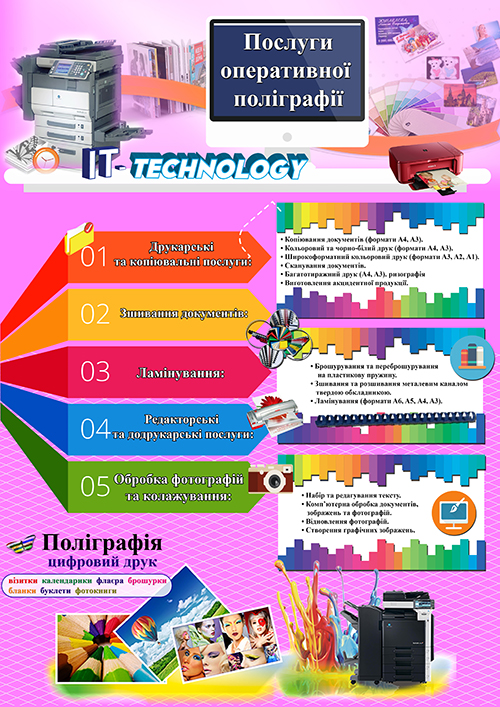 Послуги
оперативної
поліграфії
IT-TECHNOLOGY
01
Друкарські
та копіювальні послуги:
• Копіювання документів (формати А4, А3).
• Кольоровий та чорно-білий друк (формати А4, А3).
• Широкоформатний кольоровий друк (формати А3, А2, А1).
• Сканування документів.
• Багатотиражний друк (А4, А3), ризографія
• Виготовлення акцидентної продукції.
02
Зшивання документів:
03
Ламінування:
• Брошурування та переброшурування
на пластикову пружину.
• Зшивання та розшивання металевим каналом
твердою обкладинкою.
• Ламінування (формати А6, А5, А4, А3).
04
Редакторські
та додрукарські послуги:
05
Обробка фотографій
та колажування:
• Набір та редагування тексту.
• Комп’ютерна обробка документів,
зображень та фотографій.
• Відновлення фотографій.
• Створення графічних зображень.
Поліграфія
цифровий друк
візитки календарики флаєра брошурки
бланки буклети фотокниги